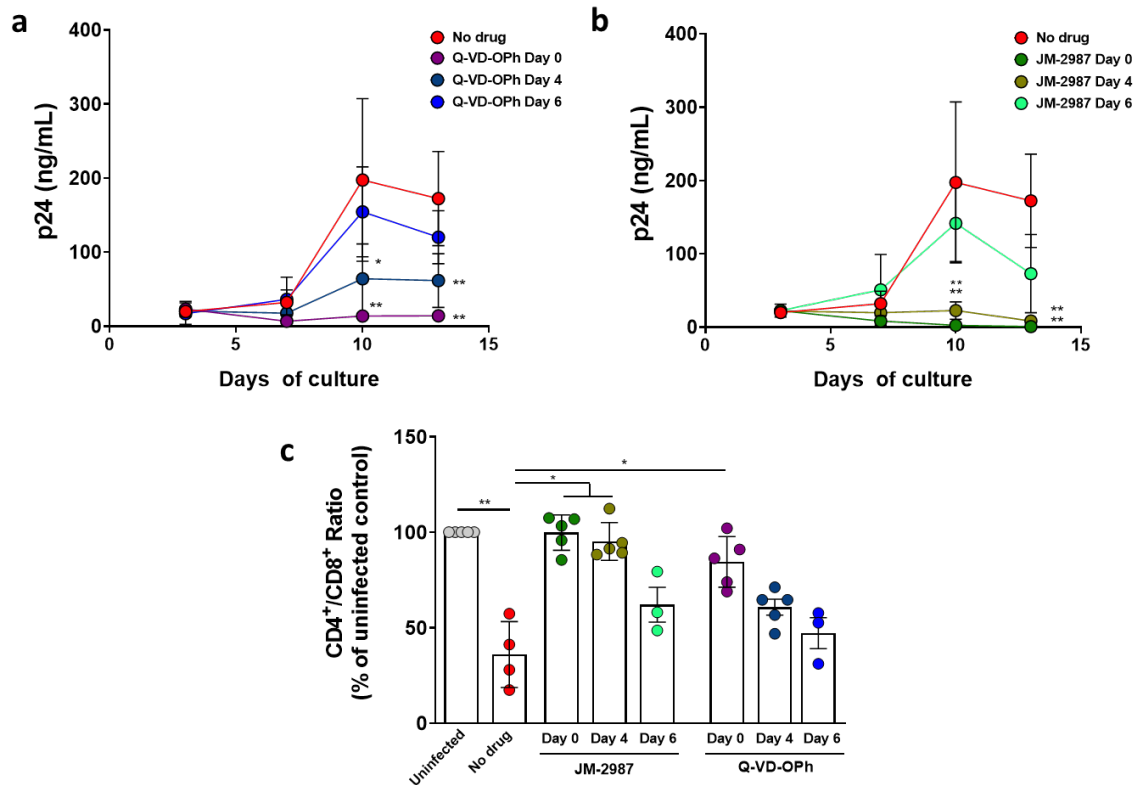 a
400
300
200
100
0
0
5
10
15
p24 (ng/mL)
Days of culture
No drug
Q-VD-OPh Day 0
Q-VD-OPh Day 4
Q-VD-OPh Day 6
*
**
**
**
b
400
300
200
100
0
0
5
10
15
p24 (ng/mL)
Days of culture
No drug
JM-2987 Day 0
JM-2987 Day 4
JM-2987 Day 6
**
**
**
**
c
150
100
50
0
CD4+/CD8+ Ratio
(% of uninfected control)
**
*
*
Uninfected
No drug
Day 0 Day 4 Day 6
JM-2987
Day 0 Day 4 Day 6
Q-VD-OPh